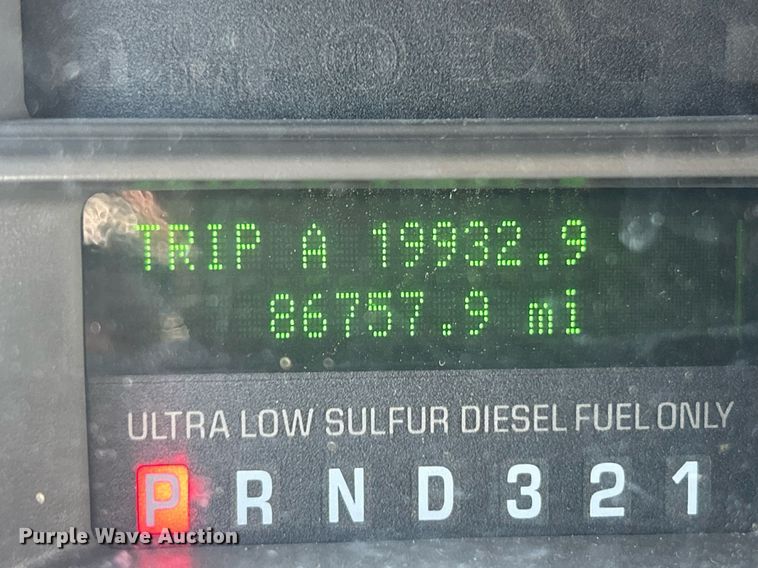 TRIP A 19932.9
86757.9 mi
ULTRA LOW SULFUR DIESEL FUEL ONLY
P R N D 3 2 1
Purple Wave Auction